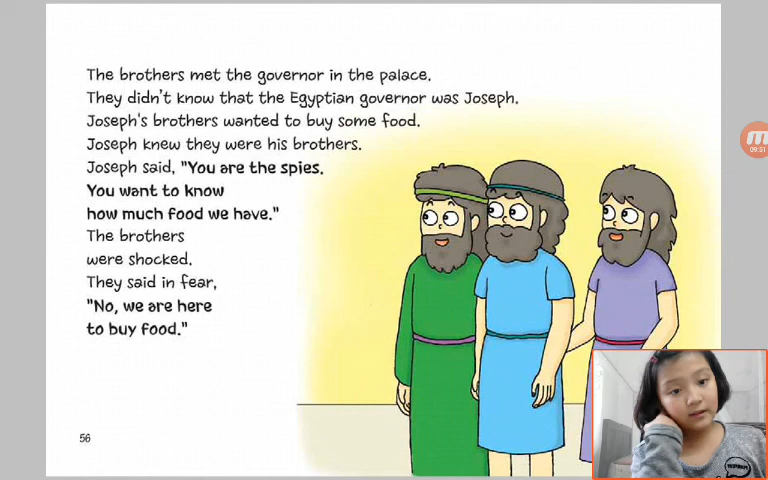 The brothers met the governor in the palace.
They didn't know that the Egyptian governor was Joseph.
Joseph's brothers wanted to buy some food.
Joseph knew they were his brothers.
Joseph said, "You are the spies.
You want to know
how much food we have."
The brothers
were shocked.
They said in fear,
"No, we are here
to buy food."
56
09:51